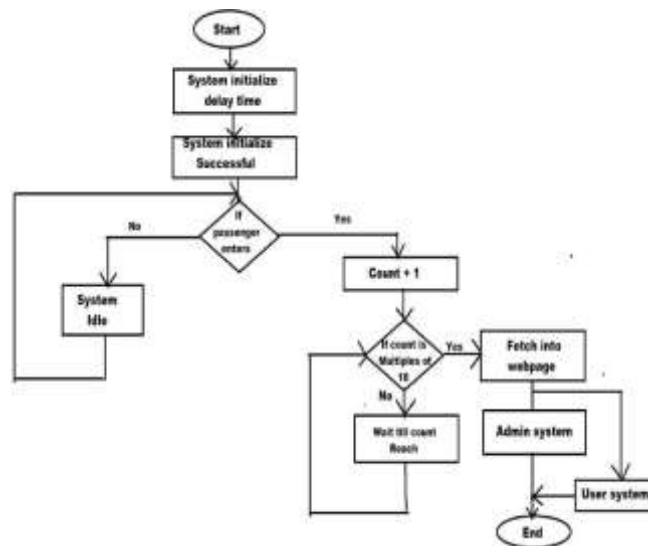 Start
System initialize
delay time
System initialize
Successful
If
passenger
enters
No
Yes
System
Idle
Count + 1
If count is
Multiples of
10
Yes
No
Fetch into
webpage
Wait till count
Reach
Admin system
User system
End